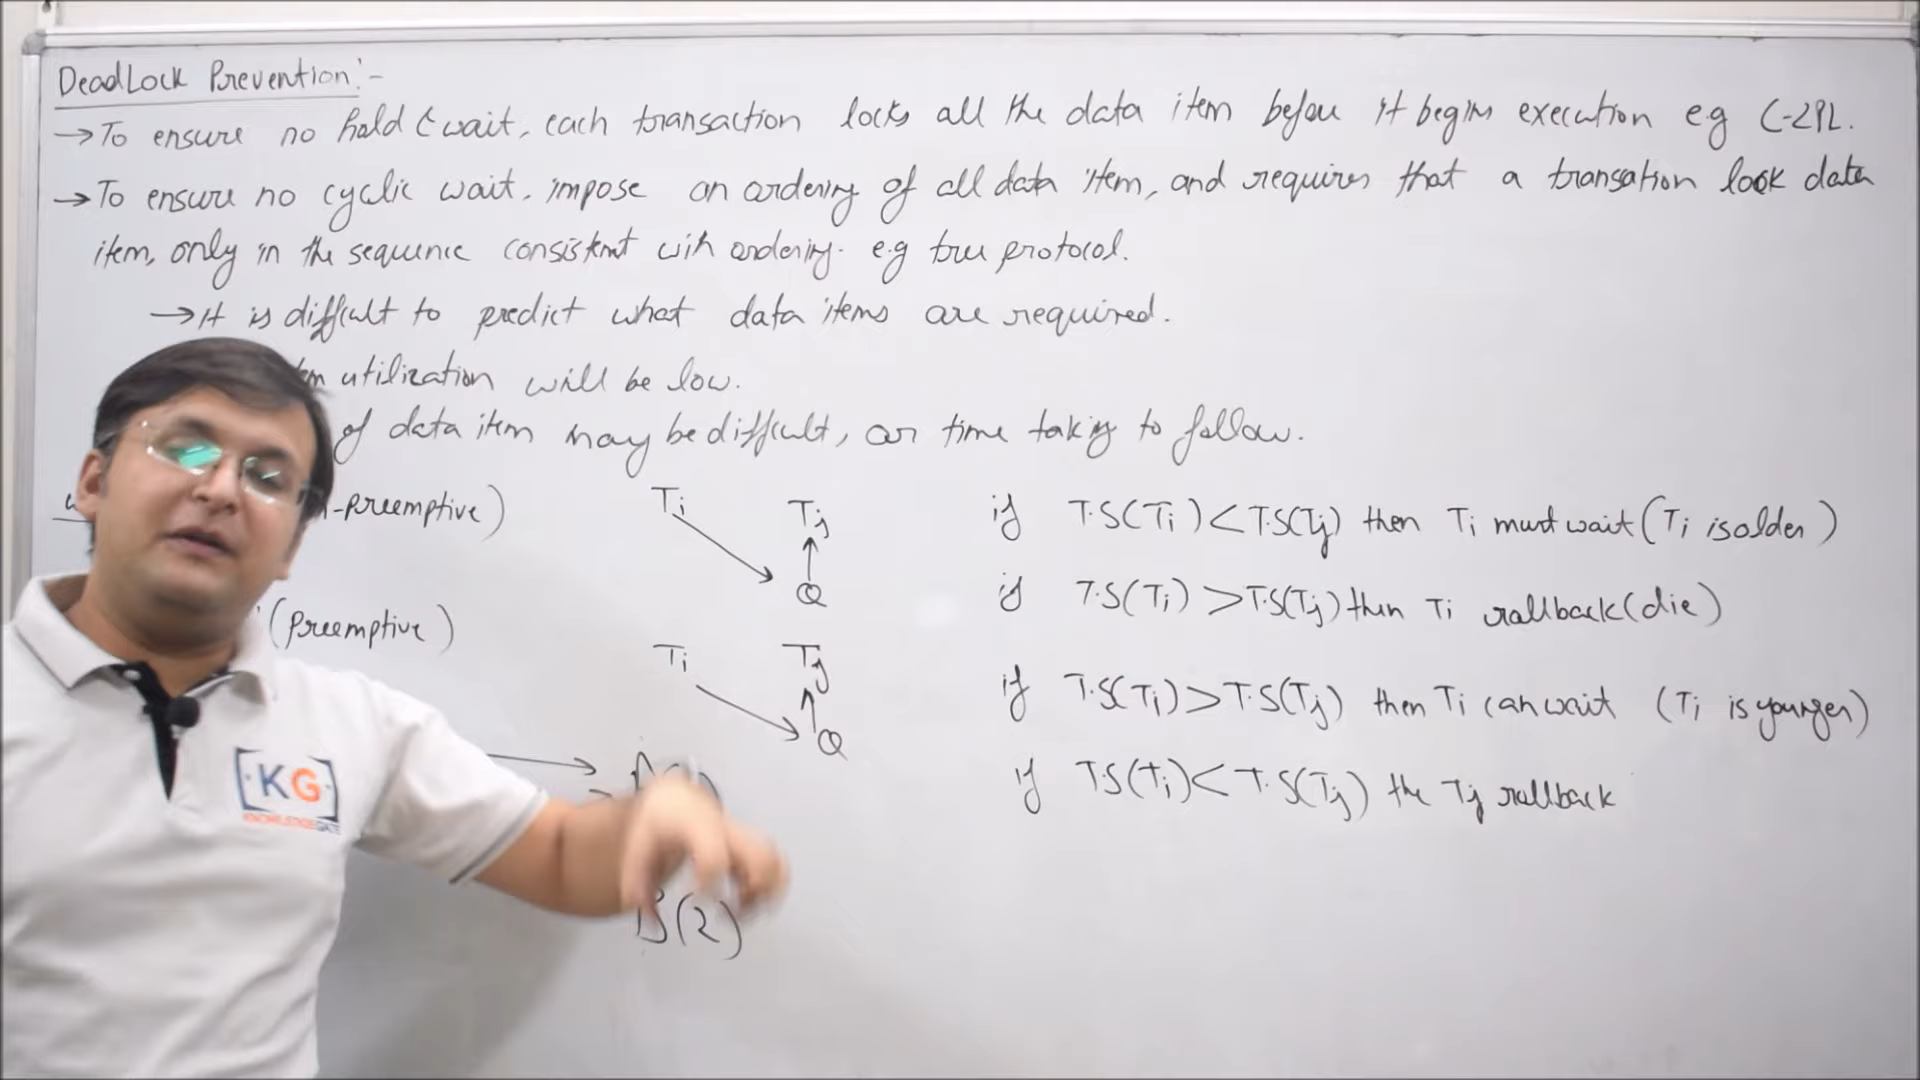 DeadLock Prevention:-
→To ensure no hold & wait, each transaction locks all the data item before it begins execution e.g C-2PL.
→To ensure no cyclic wait, impose an ordering of all data item, and requires that a transation lock data
item, only in the sequence consistent with ordering. e.g tree protocol.
→It is difficult to predict what data items are required.
utilization will be low.
of data item may be difficult, or time taking to follow.
-preemptive)
Ti Tj
Q
if T.S(Ti) < T.S(Tj) then Ti must wait (Ti is older)
if T.S(Ti) > T.S(Tj) then Ti rollback (die)
(Preemptive)
Ti Tj
Q
if T.S(Ti) > T.S(Tj) then Ti can wait (Ti is younger)
if T.S(Ti) < T.S(Tj) the Tj rollback
B(2)
KG
KNOWLEDGE GATE